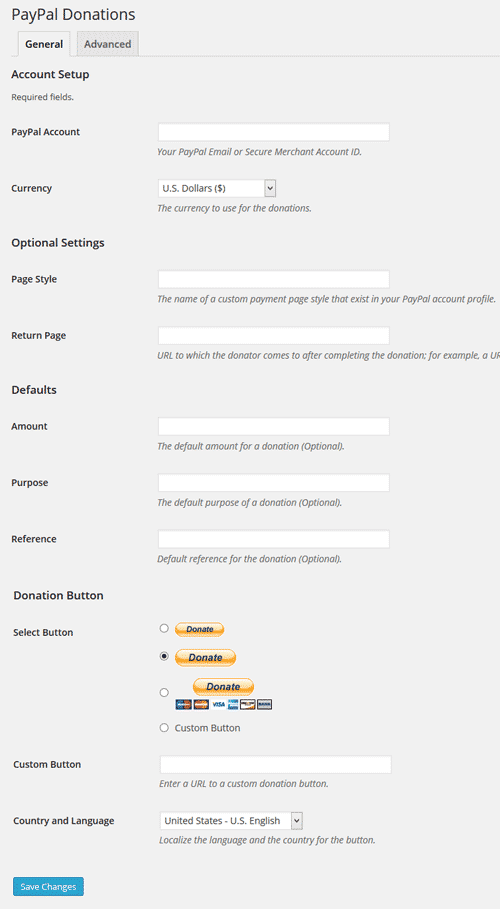 PayPal Donations
General Advanced
Account Setup
Required fields.
PayPal Account
Your PayPal Email or Secure Merchant Account ID.
Currency U.S. Dollars ($)
The currency to use for the donations.
Optional Settings
Page Style
The name of a custom payment page style that exist in your PayPal account profile.
Return Page
URL to which the donator comes to after completing the donation; for example, a UR
Defaults
Amount
The default amount for a donation (Optional).
Purpose
The default purpose of a donation (Optional).
Reference
Default reference for the donation (Optional).
Donation Button
Select Button Donate
Donate
Donate
VISA
Custom Button
Custom Button
Enter a URL to a custom donation button.
Country and Language United States - U.S. English
Localize the language and the country for the button.
Save Changes